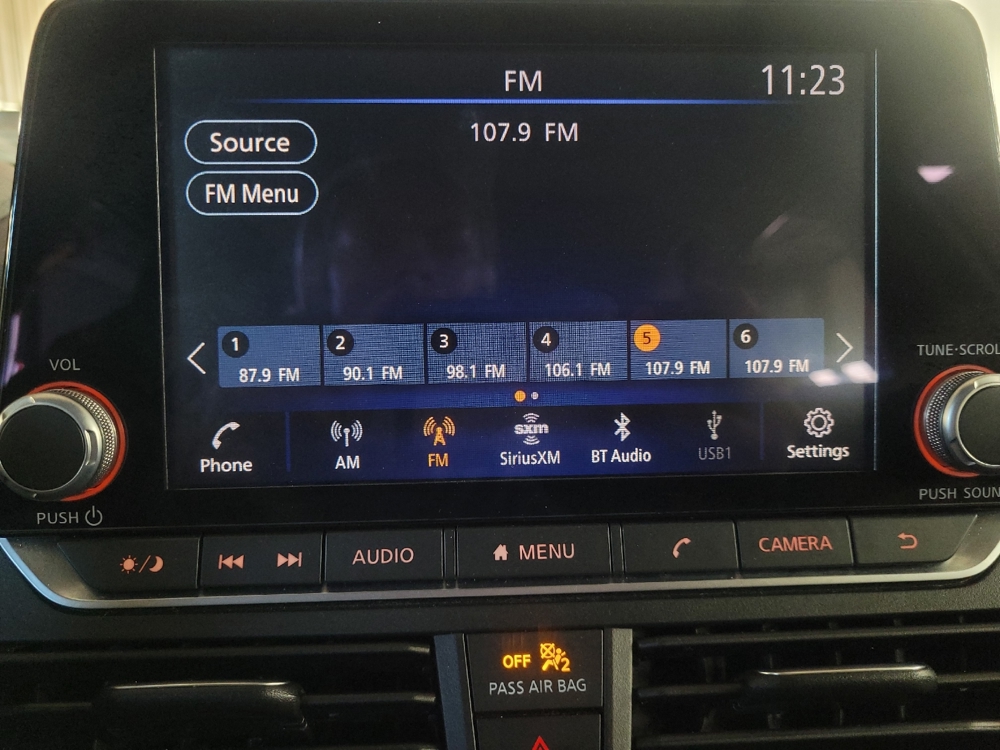 FM
11:23
107.9 FM
Source
FM Menu
1
2
3
4
5
6
87.9 FM
90.1 FM
98.1 FM
106.1 FM
107.9 FM
107.9 FM
VOL
TUNE·SCROL
Phone
AM
FM
sxm
SiriusXM
BT Audio
USB1
Settings
PUSH
PUSH SOUN
AUDIO
MENU
CAMERA
OFF
2
PASS AIR BAG